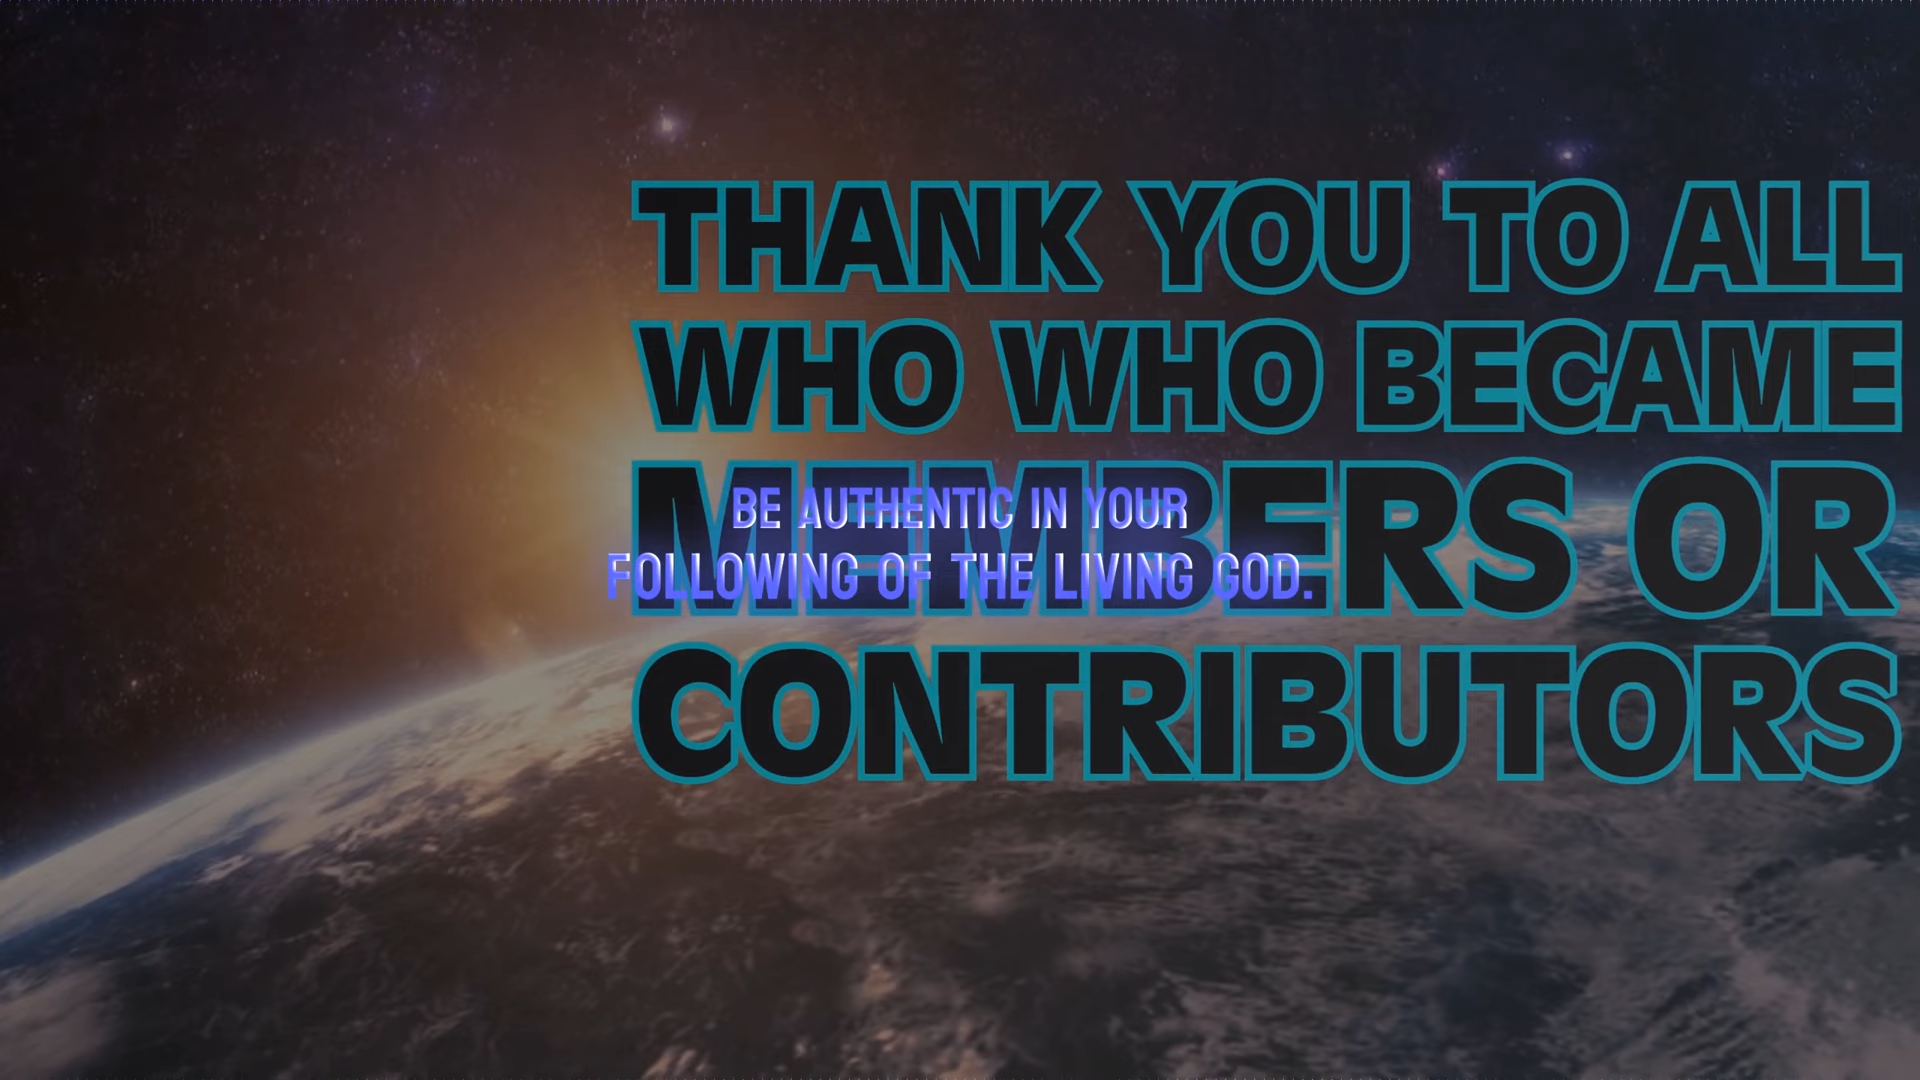 THANK YOU TO ALL
WHO WHO BECAME
MEMBERS OR
CONTRIBUTORS
BE AUTHENTIC IN YOUR
FOLLOWING OF THE LIVING GOD.